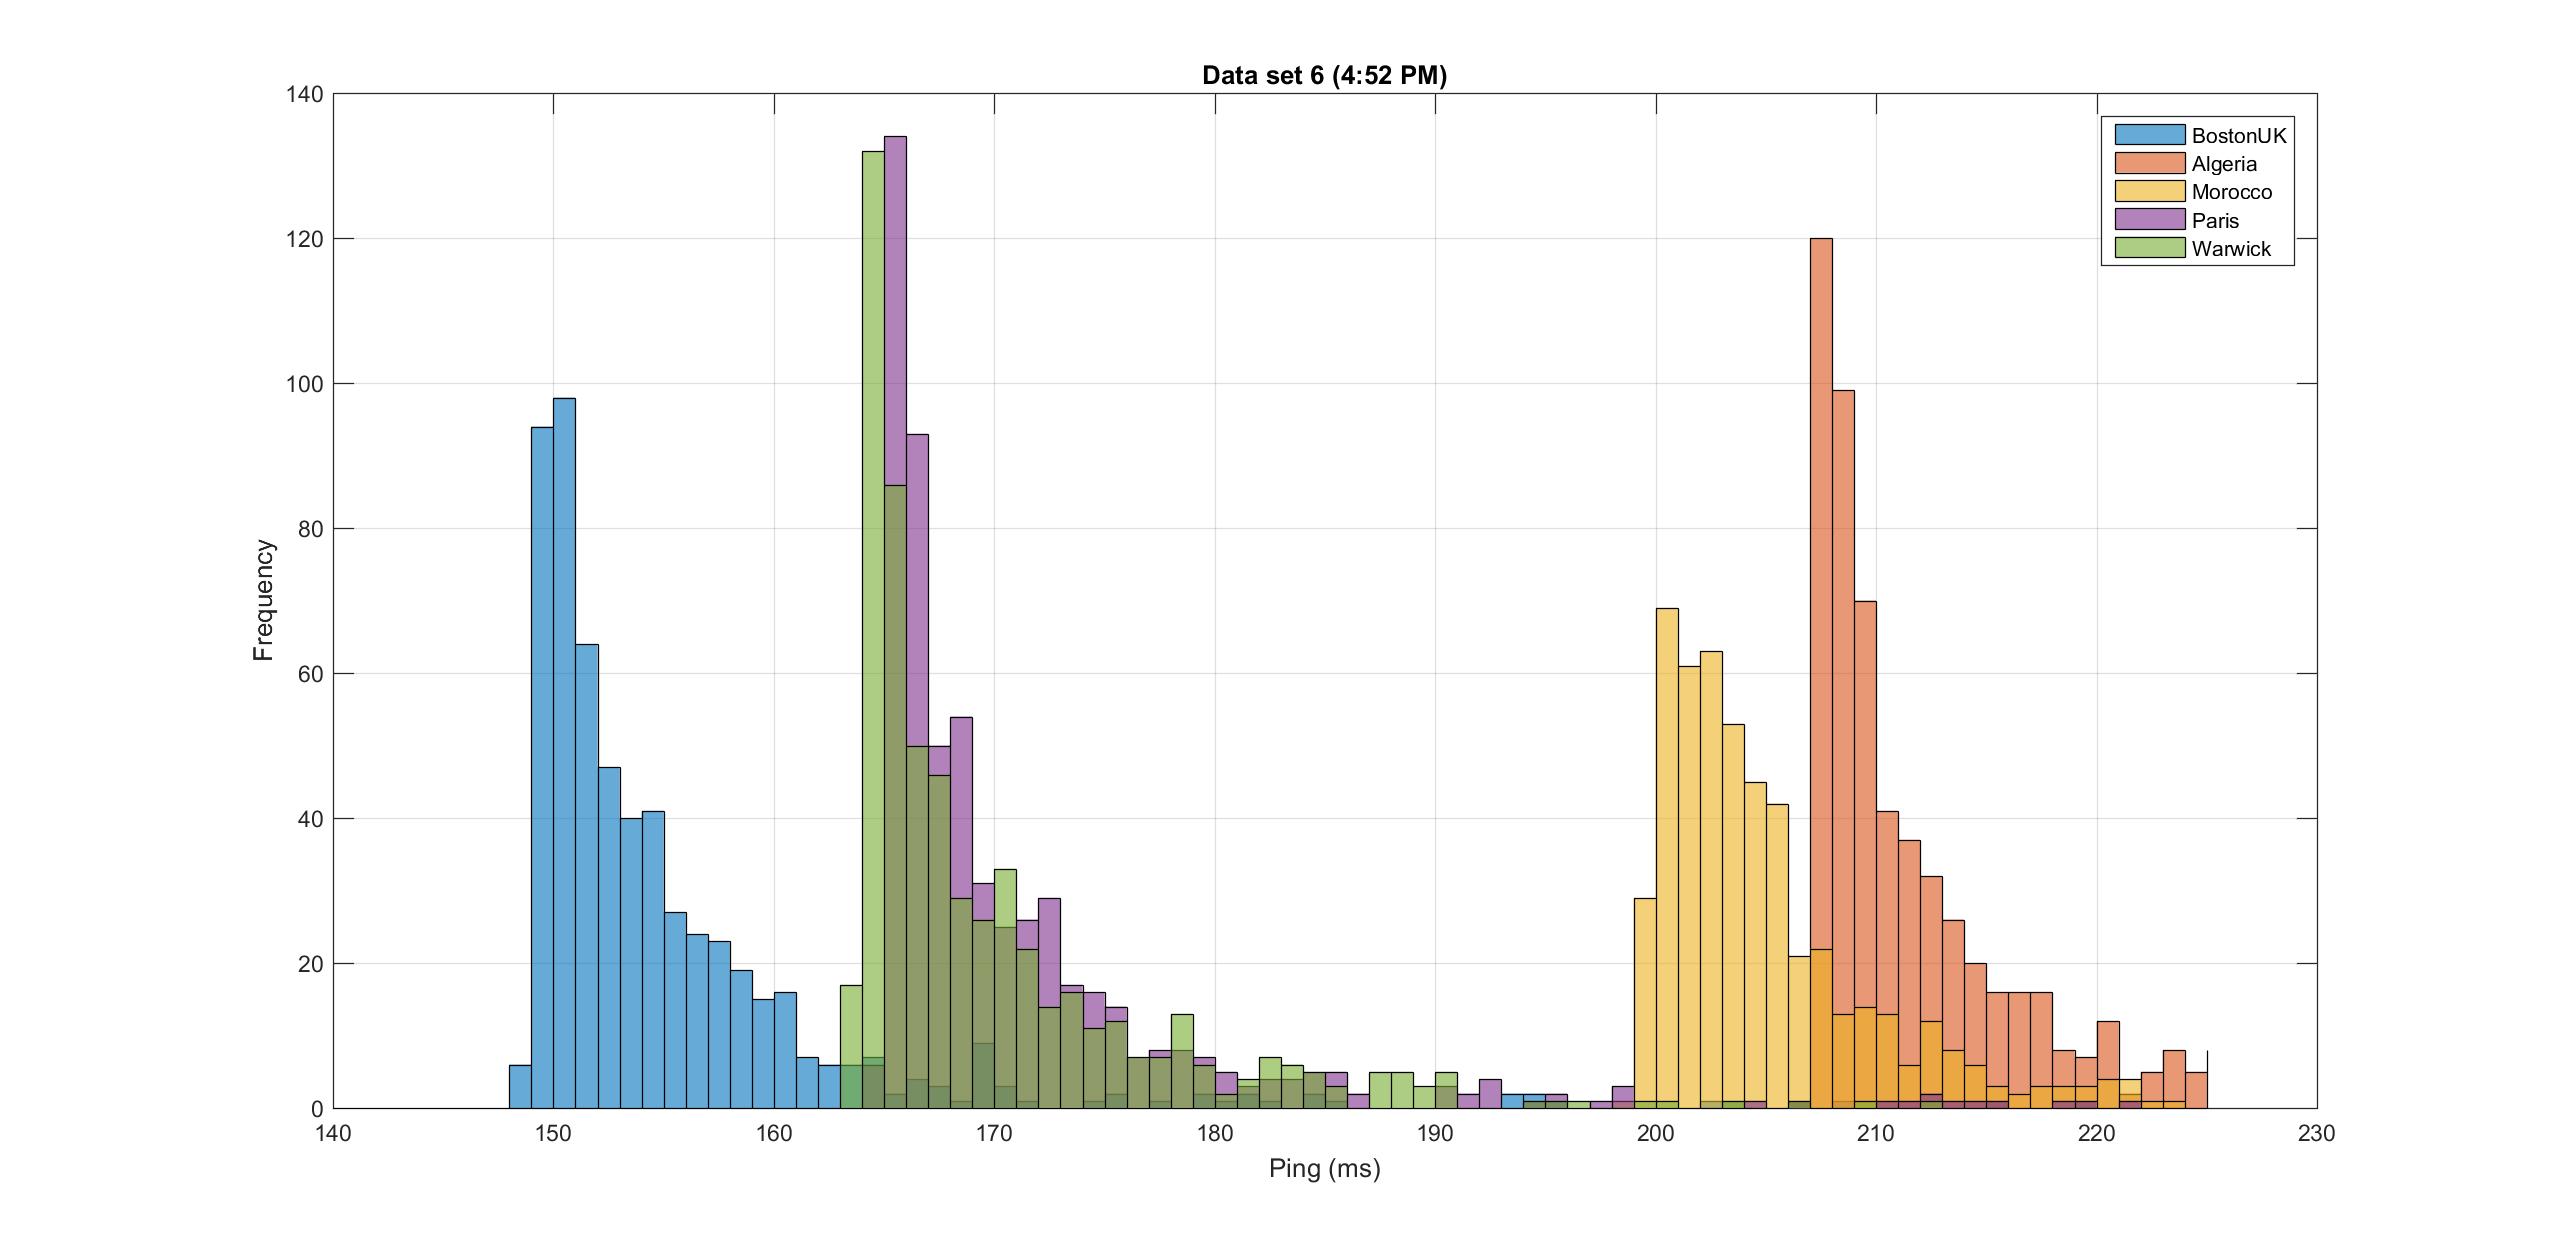 Data set 6 (4:52 PM)
140
120
100
80
60
40
20
0
Frequency
140 150 160 170 180 190 200 210 220 230
Ping (ms)
BostonUK
Algeria
Morocco
Paris
Warwick